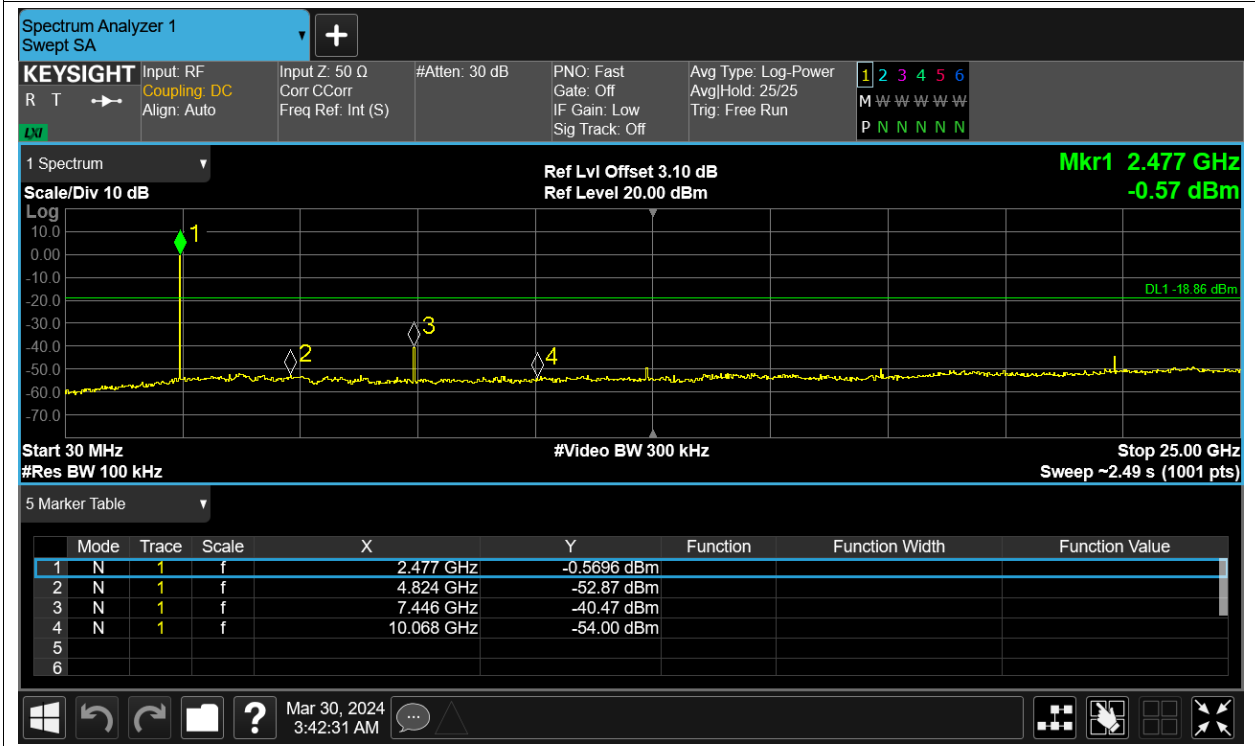 Spectrum Analyzer 1
Swept SA
+
KEYSIGHT
R T
LXI
Input: RF
Coupling: DC
Align: Auto
Input Z: 50 Ω
Corr CCorr
Freq Ref: Int (S)
#Atten: 30 dB
PNO: Fast
Gate: Off
IF Gain: Low
Sig Track: Off
Avg Type: Log-Power
Avg|Hold: 25/25
Trig: Free Run
1 2 3 4 5 6
M W W W W W
P N N N N N
1 Spectrum
Scale/Div 10 dB
Ref Lvl Offset 3.10 dB
Ref Level 20.00 dBm
Mkr1 2.477 GHz
-0.57 dBm
Log
10.0
0.00
-10.0
-20.0
-30.0
-40.0
-50.0
-60.0
-70.0
1
2
3
4
DL1 -18.86 dBm
Start 30 MHz
#Res BW 100 kHz
#Video BW 300 kHz
Stop 25.00 GHz
Sweep ~2.49 s (1001 pts)
5 Marker Table
Mode Trace Scale X Y Function Function Width Function Value
1 N 1 f 2.477 GHz -0.5696 dBm
2 N 1 f 4.824 GHz -52.87 dBm
3 N 1 f 7.446 GHz -40.47 dBm
4 N 1 f 10.068 GHz -54.00 dBm
5
6
?
Mar 30, 2024
3:42:31 AM